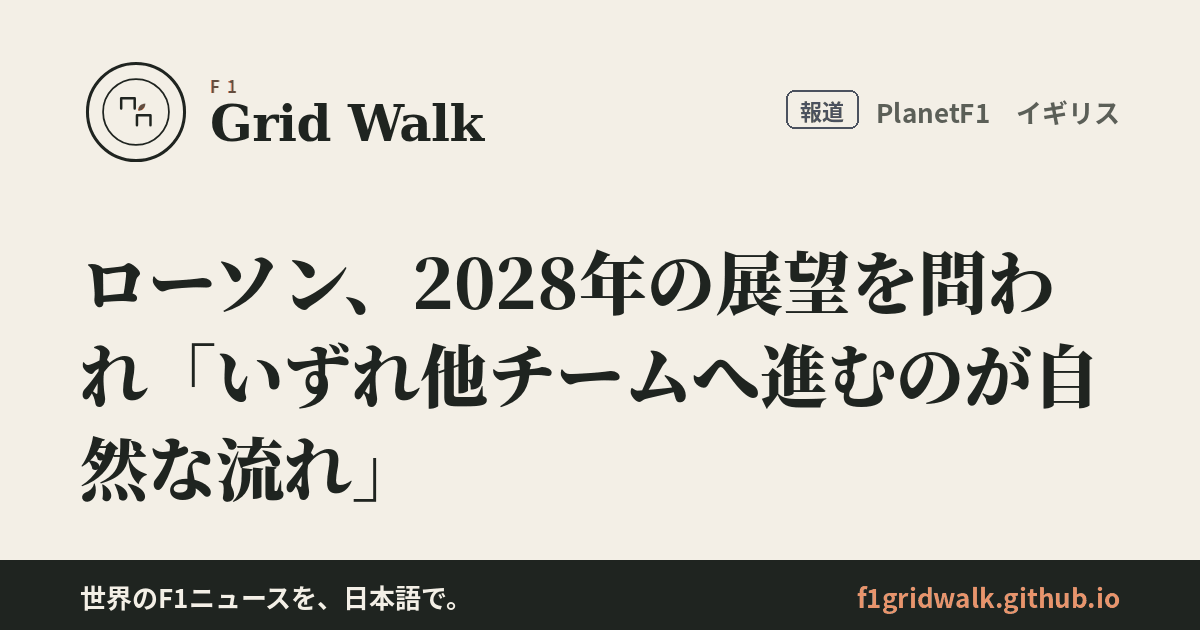 F1
Grid Walk
報道 PlanetF1 イギリス
ローソン、2028年の展望を問わ
れ「いずれ他チームへ進むのが自
然な流れ」
世界のF1ニュースを、日本語で。
f1gridwalk.github.io